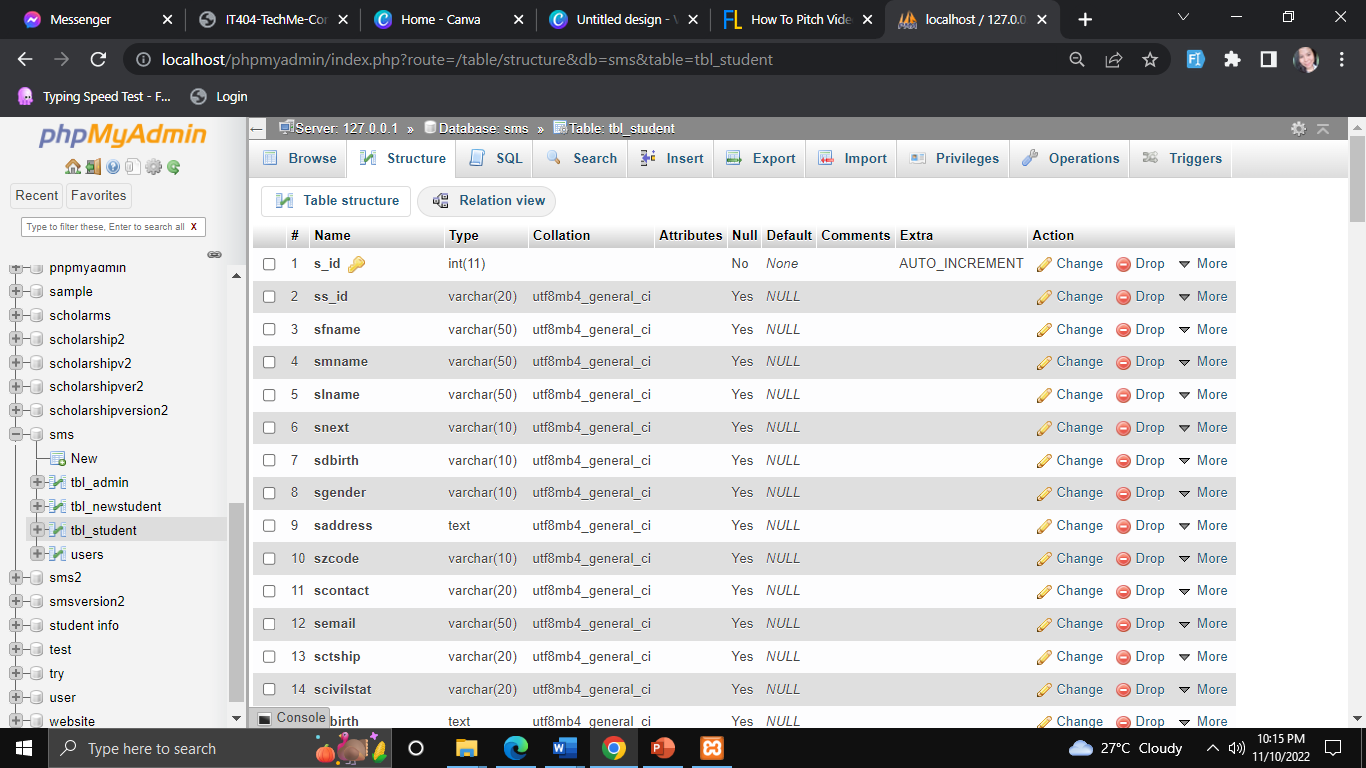 Messenger
IT404-TechMe-Cor
Home - Canva
Untitled design - V
How To Pitch Vide
localhost / 127.0.0
localhost/phpmyadmin/index.php?route=/table/structure&db=sms&table=tbl_student
Typing Speed Test - F...
Login
phpMyAdmin
Recent
Favorites
Type to filter these, Enter to search all X
phpmyadmin
sample
scholarms
scholarship2
scholarshipv2
scholarshipver2
scholarshipversion2
sms
New
tbl_admin
tbl_newstudent
tbl_student
users
sms2
smsversion2
student info
test
try
user
website
Server: 127.0.0.1 » Database: sms » Table: tbl_student
Browse Structure SQL Search Insert Export Import Privileges Operations Triggers
Table structure Relation view
# Name Type Collation Attributes Null Default Comments Extra Action
1 s_id int(11) No None AUTO_INCREMENT Change Drop More
2 ss_id varchar(20) utf8mb4_general_ci Yes NULL Change Drop More
3 sfname varchar(50) utf8mb4_general_ci Yes NULL Change Drop More
4 smname varchar(50) utf8mb4_general_ci Yes NULL Change Drop More
5 slname varchar(50) utf8mb4_general_ci Yes NULL Change Drop More
6 snext varchar(10) utf8mb4_general_ci Yes NULL Change Drop More
7 sdbirth varchar(10) utf8mb4_general_ci Yes NULL Change Drop More
8 sgender varchar(10) utf8mb4_general_ci Yes NULL Change Drop More
9 saddress text utf8mb4_general_ci Yes NULL Change Drop More
10 szcode varchar(10) utf8mb4_general_ci Yes NULL Change Drop More
11 scontact varchar(20) utf8mb4_general_ci Yes NULL Change Drop More
12 semail varchar(50) utf8mb4_general_ci Yes NULL Change Drop More
13 sctship varchar(20) utf8mb4_general_ci Yes NULL Change Drop More
14 scivilstat varchar(20) utf8mb4_general_ci Yes NULL Change Drop More
birth text utf8mb4_general_ci Yes NULL Change Drop More
Console
Type here to search
27°C Cloudy
10:15 PM
11/10/2022